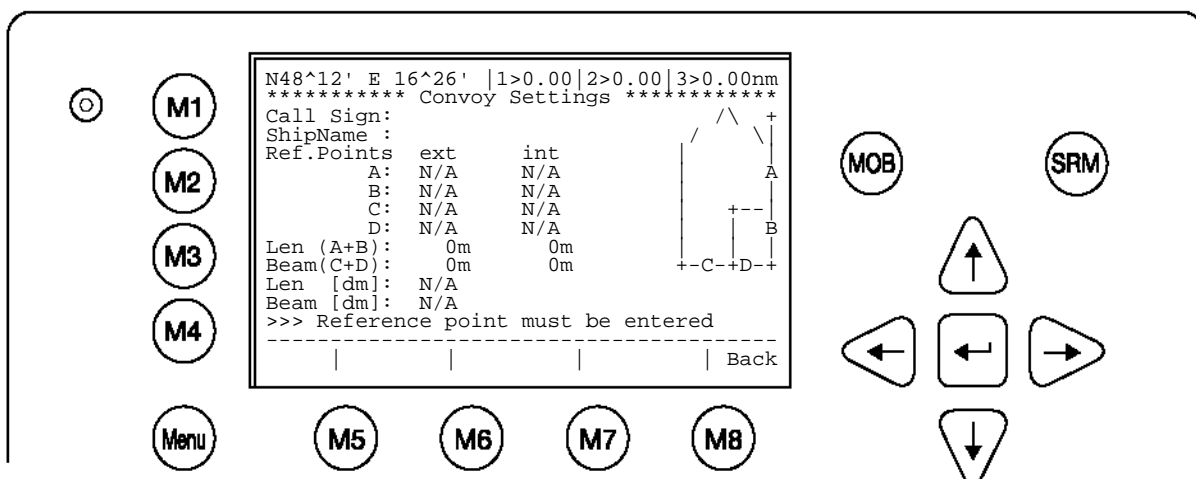 N48^12' E 16^26' |1>0.00|2>0.00|3>0.00nm
*********** Convoy Settings ************
Call Sign:
ShipName :
Ref.Points ext int
A: N/A N/A
B: N/A N/A
C: N/A N/A
D: N/A N/A
Len (A+B): 0m 0m
Beam(C+D): 0m 0m
Len [dm]: N/A
Beam [dm]: N/A
>>> Reference point must be entered
Back
A
B
+-C-+D-+
M1
M2
M3
M4
Menu
M5
M6
M7
M8
MOB
SRM